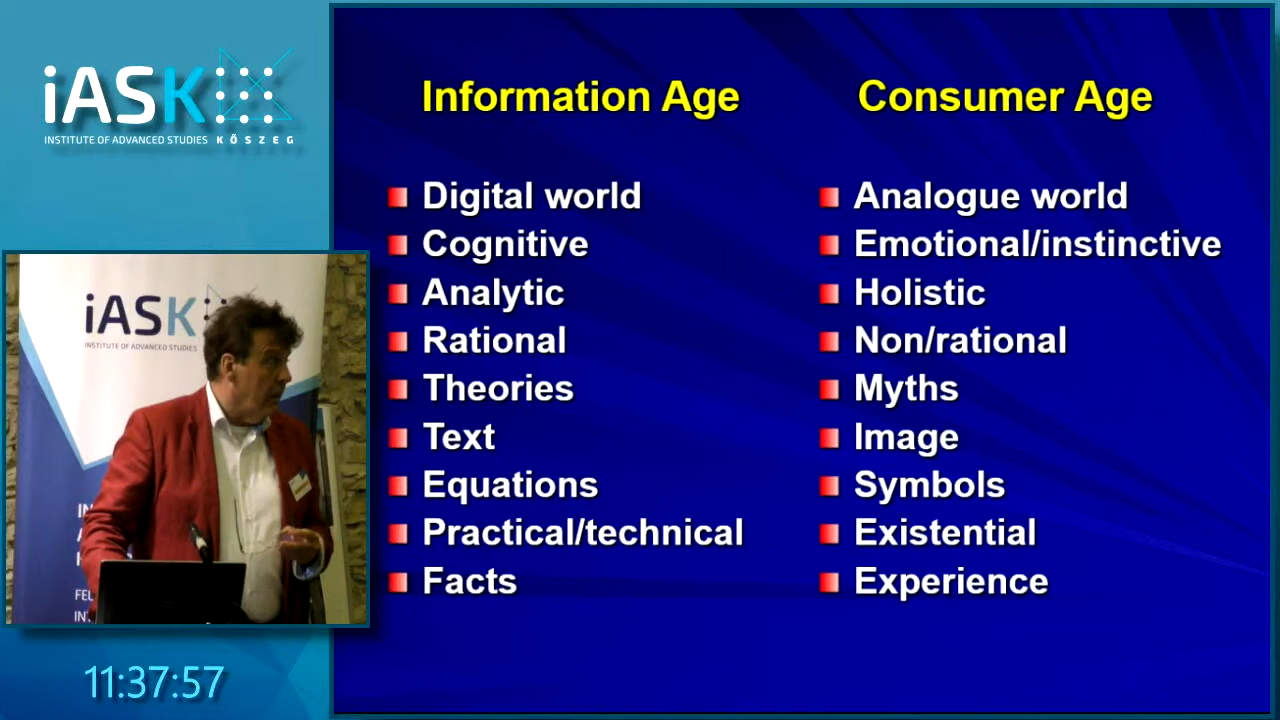 iASK
INSTITUTE OF ADVANCED STUDIES KŐSZEG
Information Age
Digital world
Cognitive
Analytic
Rational
Theories
Text
Equations
Practical/technical
Facts
Consumer Age
Analogue world
Emotional/instinctive
Holistic
Non/rational
Myths
Image
Symbols
Existential
Experience
iASK
INSTITUTE OF ADVANCED STUDIES
11:37:57